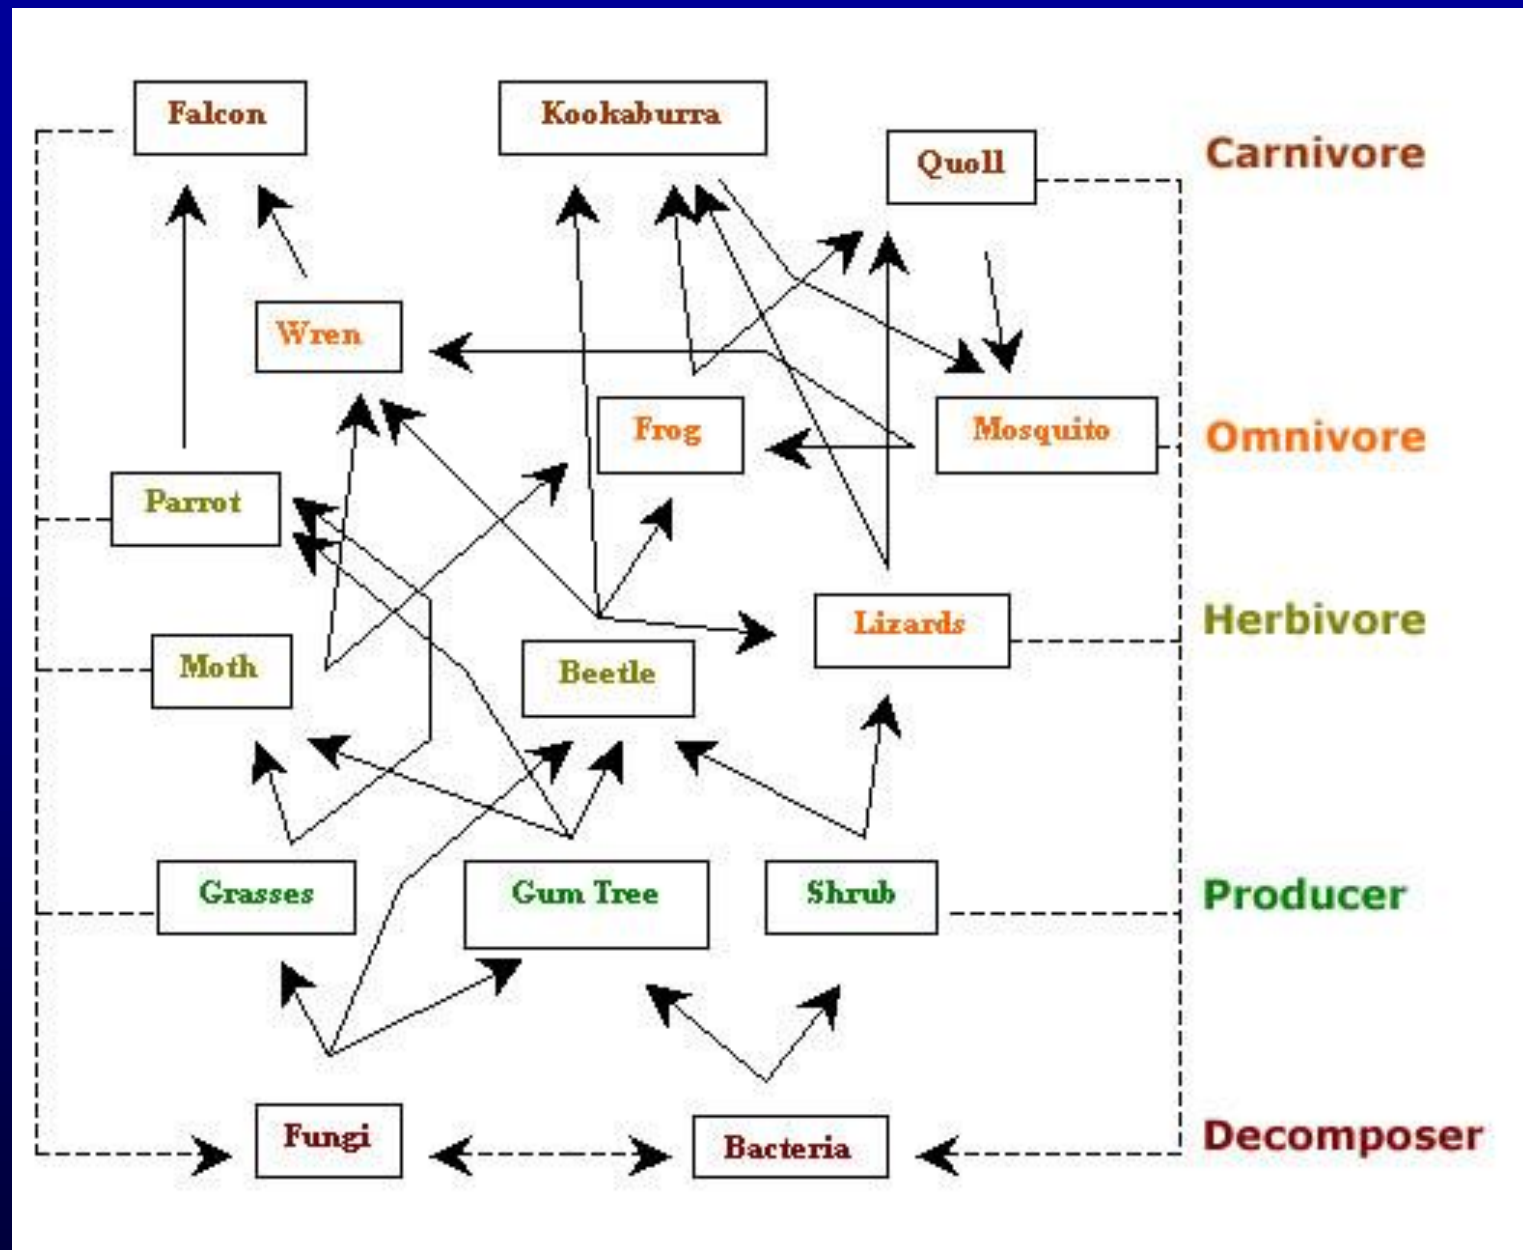 Falcon
Kookaburra
Quoll
Carnivore
Wren
Frog
Mosquito
Omnivore
Parrot
Moth
Beetle
Lizards
Herbivore
Grasses
Gum Tree
Shrub
Producer
Fungi
Bacteria
Decomposer